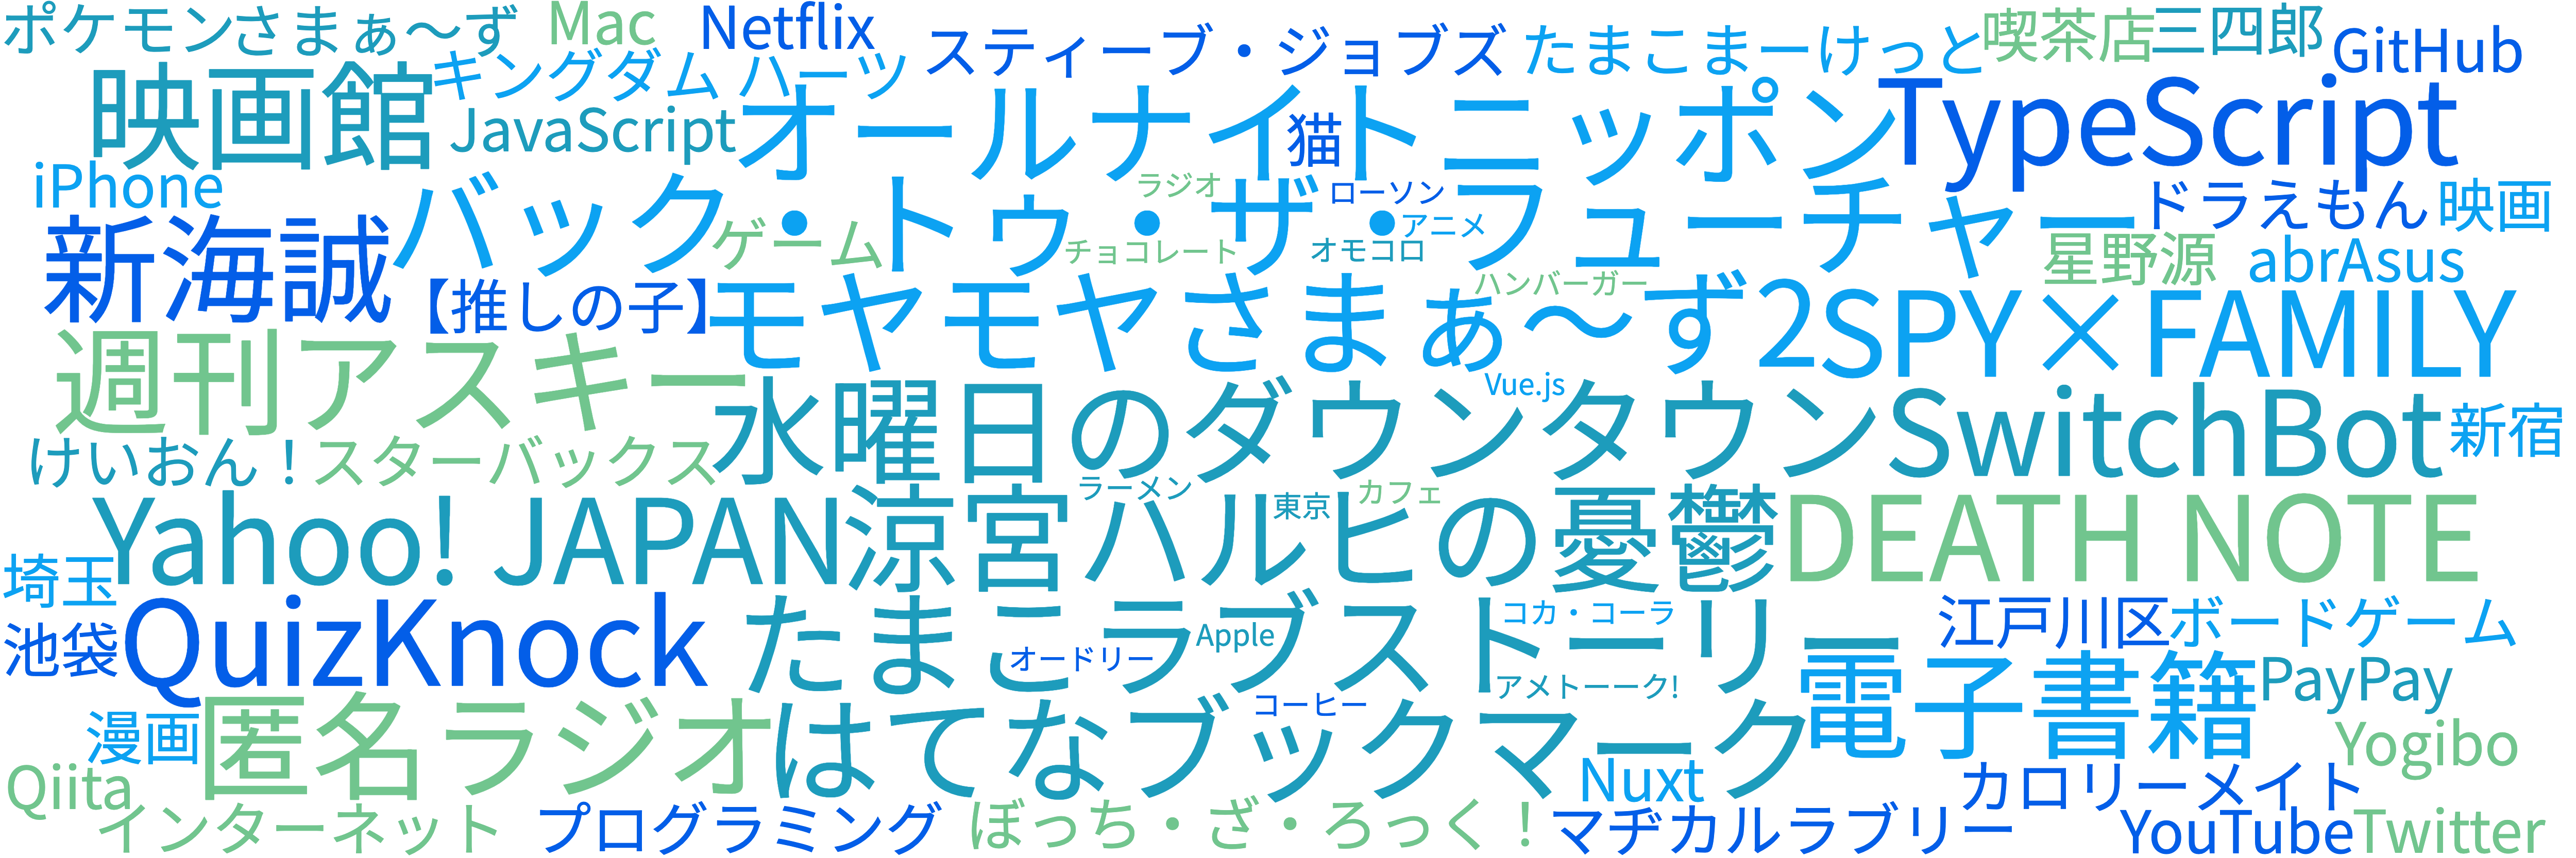 ポケモン
さまぁ〜ず
Mac
Netflix
スティーブ・ジョブズ
たまこまーけっと
喫茶店
三四郎
GitHub
映画館
キングダム ハーツ
JavaScript
オールナイトニッポン
猫
TypeScript
iPhone
バック・トゥ・ザ・フューチャー
ラジオ
ローソン
アニメ
ドラえもん
映画
新海誠
ゲーム
チョコレート
オモコロ
星野源
abrAsus
【推しの子】
モヤモヤさまぁ〜ず2
ハンバーガー
SPY×FAMILY
週刊アスキー
水曜日のダウンタウン
Vue.js
SwitchBot
新宿
けいおん！
スターバックス
Yahoo! JAPAN
涼宮ハルヒの憂鬱
ラーメン
東京
カフェ
DEATH NOTE
埼玉
池袋
QuizKnock
たまこラブストーリー
コカ・コーラ
Apple
オードリー
アメトーーク!
江戸川区
ボードゲーム
電子書籍
PayPay
漫画
匿名ラジオ
はてなブックマーク
コーヒー
Nuxt
Yogibo
Qiita
インターネット
プログラミング
ぼっち・ざ・ろっく！
マヂカルラブリー
カロリーメイト
YouTube
Twitter